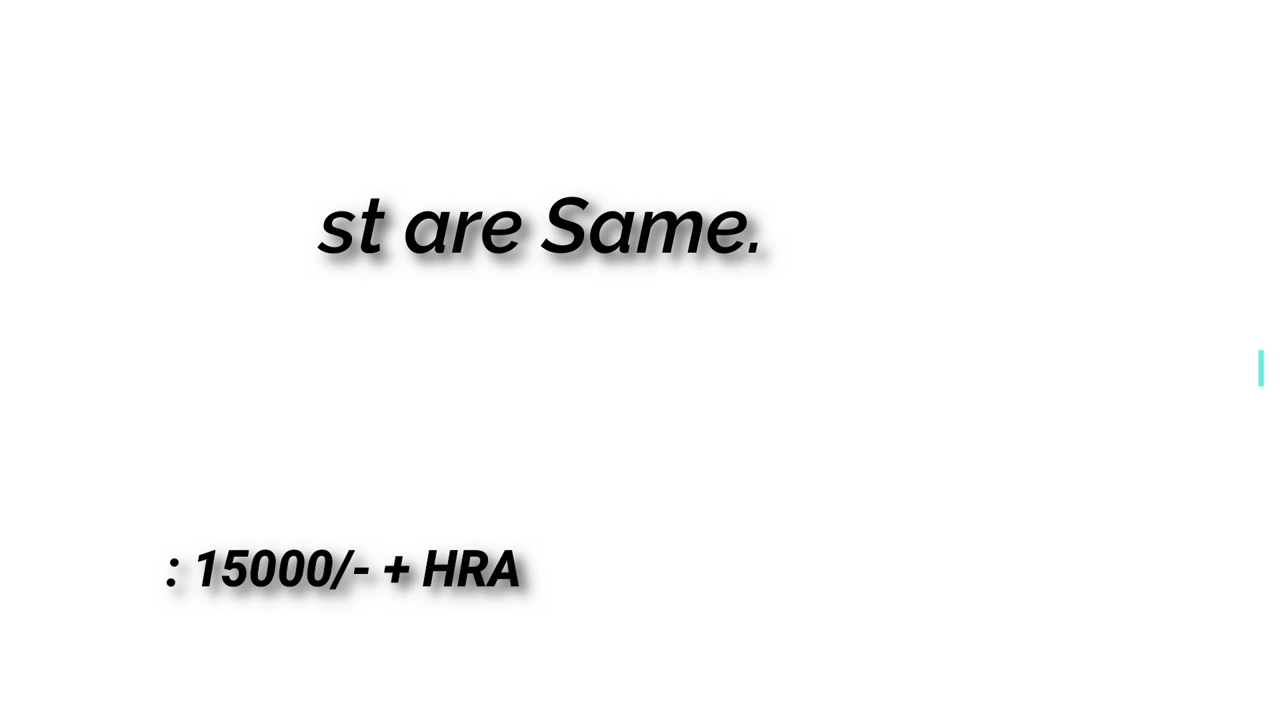 st are Same.
: 15000/- + HRA